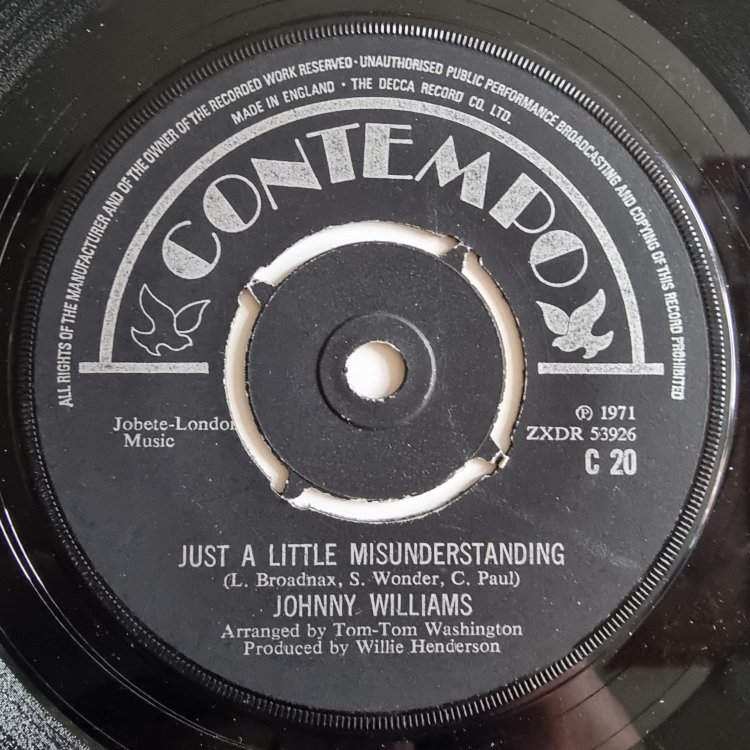 ALL RIGHTS OF THE MANUFACTURER AND OF THE OWNER OF THE RECORDED WORK RESERVED · UNAUTHORISED PUBLIC PERFORMANCE BROADCASTING AND COPYING OF THIS RECORD PROHIBITED
MADE IN ENGLAND · THE DECCA RECORD CO. LTD.
CONTEMPO
Jobete-London
Music
℗ 1971
ZXDR 53926
C 20
JUST A LITTLE MISUNDERSTANDING
(L. Broadnax, S. Wonder, C. Paul)
JOHNNY WILLIAMS
Arranged by Tom-Tom Washington
Produced by Willie Henderson